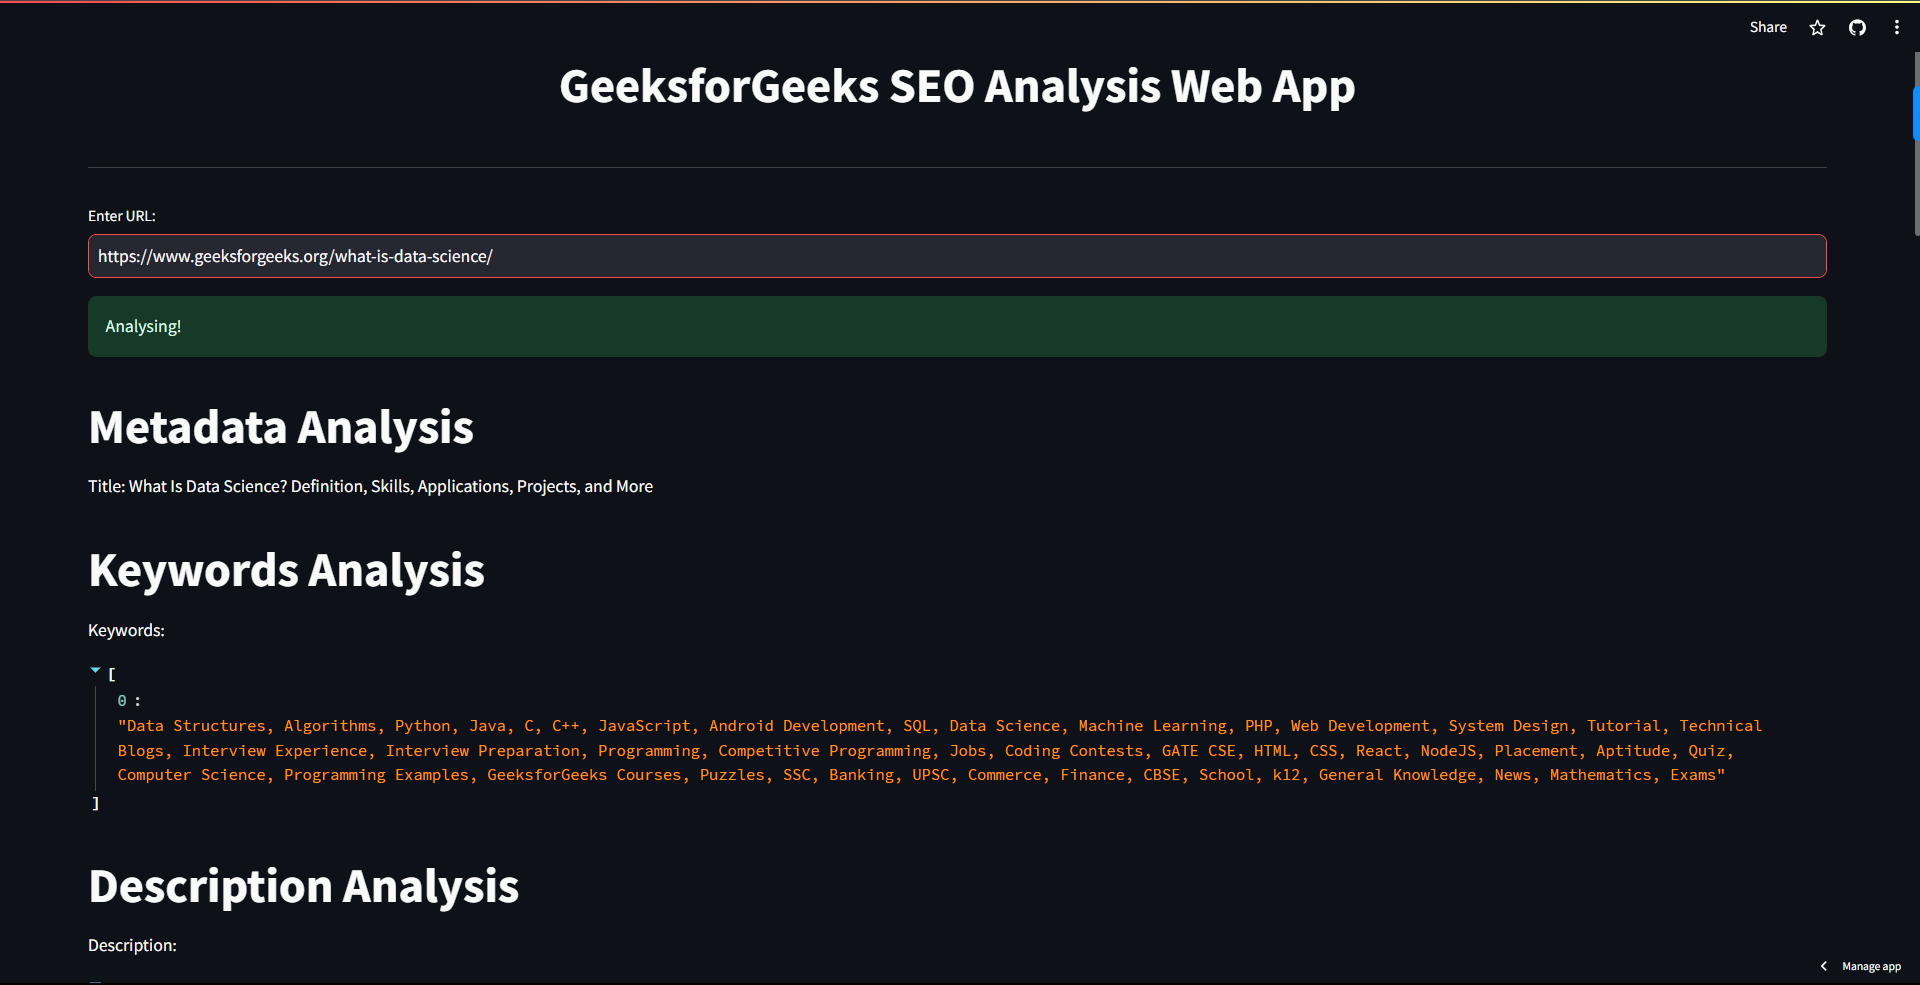 Share
GeeksforGeeks SEO Analysis Web App
Enter URL:
https://www.geeksforgeeks.org/what-is-data-science/
Analysing!
Metadata Analysis
Title: What Is Data Science? Definition, Skills, Applications, Projects, and More
Keywords Analysis
Keywords:
[
0 :
"Data Structures, Algorithms, Python, Java, C, C++, JavaScript, Android Development, SQL, Data Science, Machine Learning, PHP, Web Development, System Design, Tutorial, Technical
Blogs, Interview Experience, Interview Preparation, Programming, Competitive Programming, Jobs, Coding Contests, GATE CSE, HTML, CSS, React, NodeJS, Placement, Aptitude, Quiz,
Computer Science, Programming Examples, GeeksforGeeks Courses, Puzzles, SSC, Banking, UPSC, Commerce, Finance, CBSE, School, k12, General Knowledge, News, Mathematics, Exams"
]
Description Analysis
Description:
Manage app